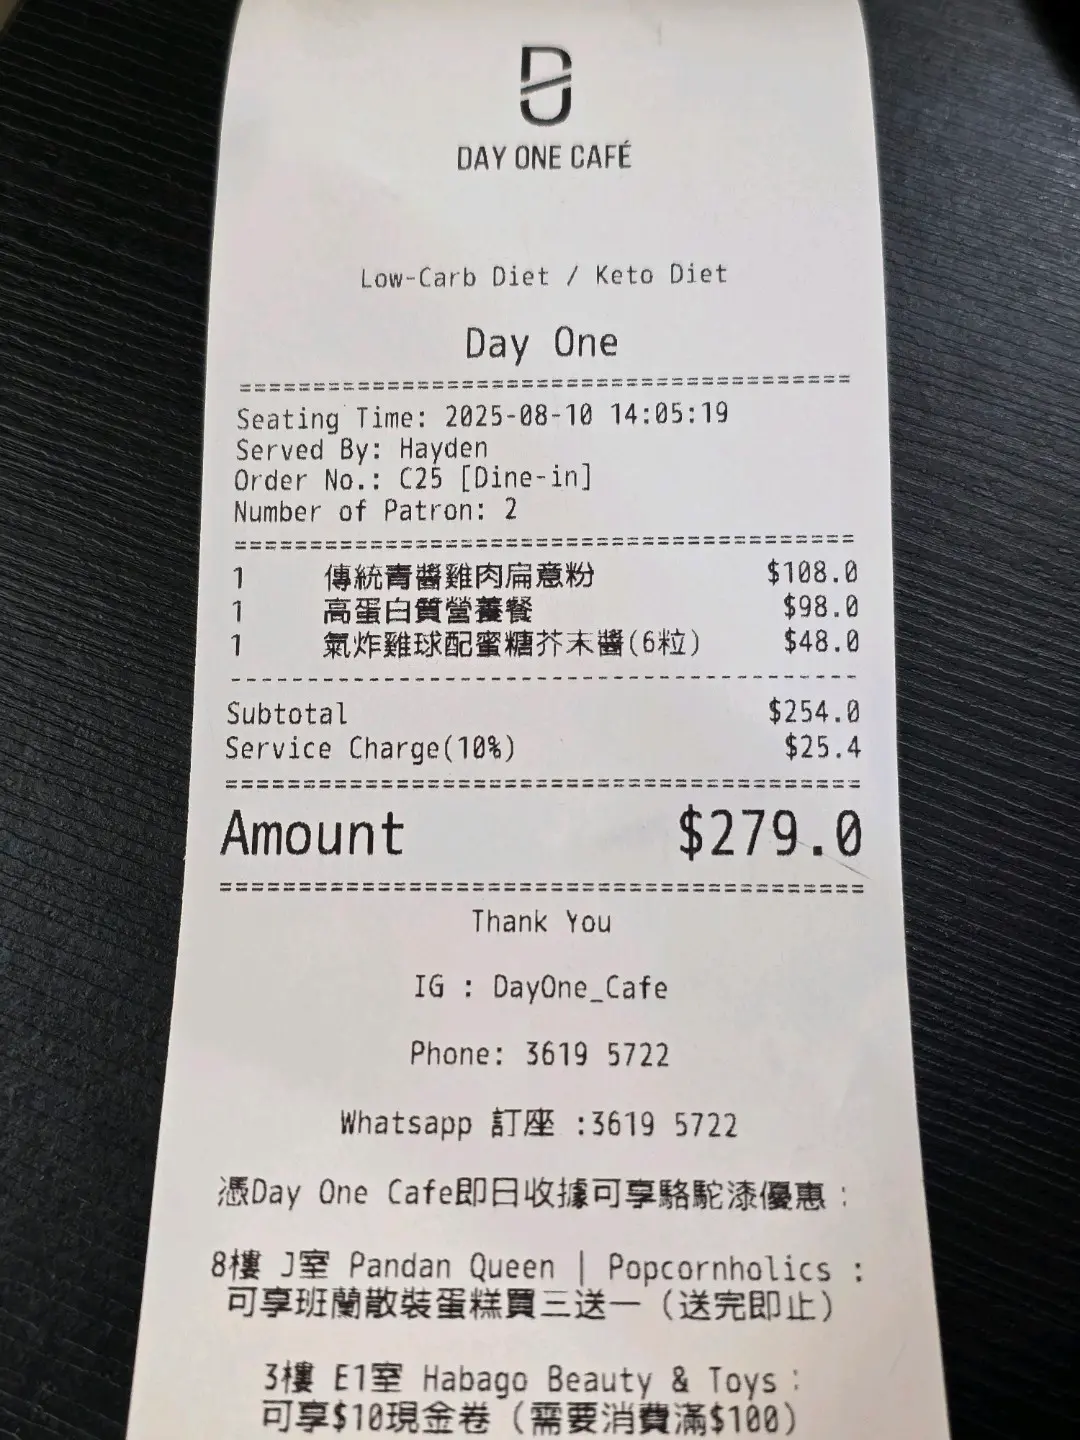 DAY ONE CAFÉ
Low-Carb Diet / Keto Diet
Day One
========================================
Seating Time: 2025-08-10 14:05:19
Served By: Hayden
Order No.: C25 [Dine-in]
Number of Patron: 2
========================================
1 傳統青醬雞肉扁意粉 $108.0
1 高蛋白質營養餐 $98.0
1 氣炸雞球配蜜糖芥末醬(6粒) $48.0
----------------------------------------
Subtotal $254.0
Service Charge(10%) $25.4
========================================
Amount $279.0
========================================
Thank You
IG : DayOne_Cafe
Phone: 3619 5722
Whatsapp 訂座 :3619 5722
憑Day One Cafe即日收據可享駱駝漆優惠：
8樓 J室 Pandan Queen | Popcornholics :
可享班蘭散裝蛋糕買三送一 (送完即止)
3樓 E1室 Habago Beauty & Toys：
可享$10現金卷 (需要消費滿$100)